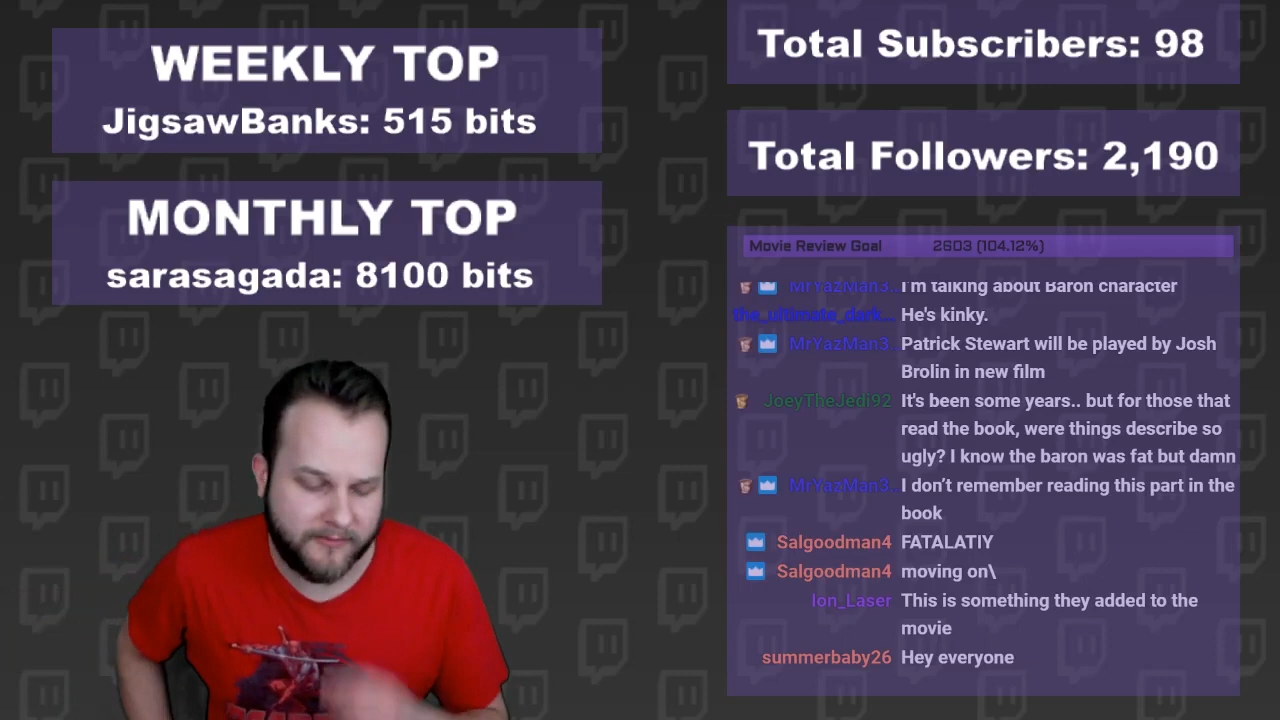 WEEKLY TOP
JigsawBanks: 515 bits
MONTHLY TOP
sarasagada: 8100 bits
Total Subscribers: 98
Total Followers: 2,190
Movie Review Goal 2603 (104.12%)
MrYazMan3.. I'm talking about Baron character
the_ultimate_dark... He's kinky.
MrYazMan3.. Patrick Stewart will be played by Josh
Brolin in new film
JoeyTheJedi92 It's been some years.. but for those that
read the book, were things describe so
ugly? I know the baron was fat but damn
MrYazMan3.. I don't remember reading this part in the
book
Salgoodman4 FATALATIY
Salgoodman4 moving on\
Ion_Laser This is something they added to the
movie
summerbaby26 Hey everyone